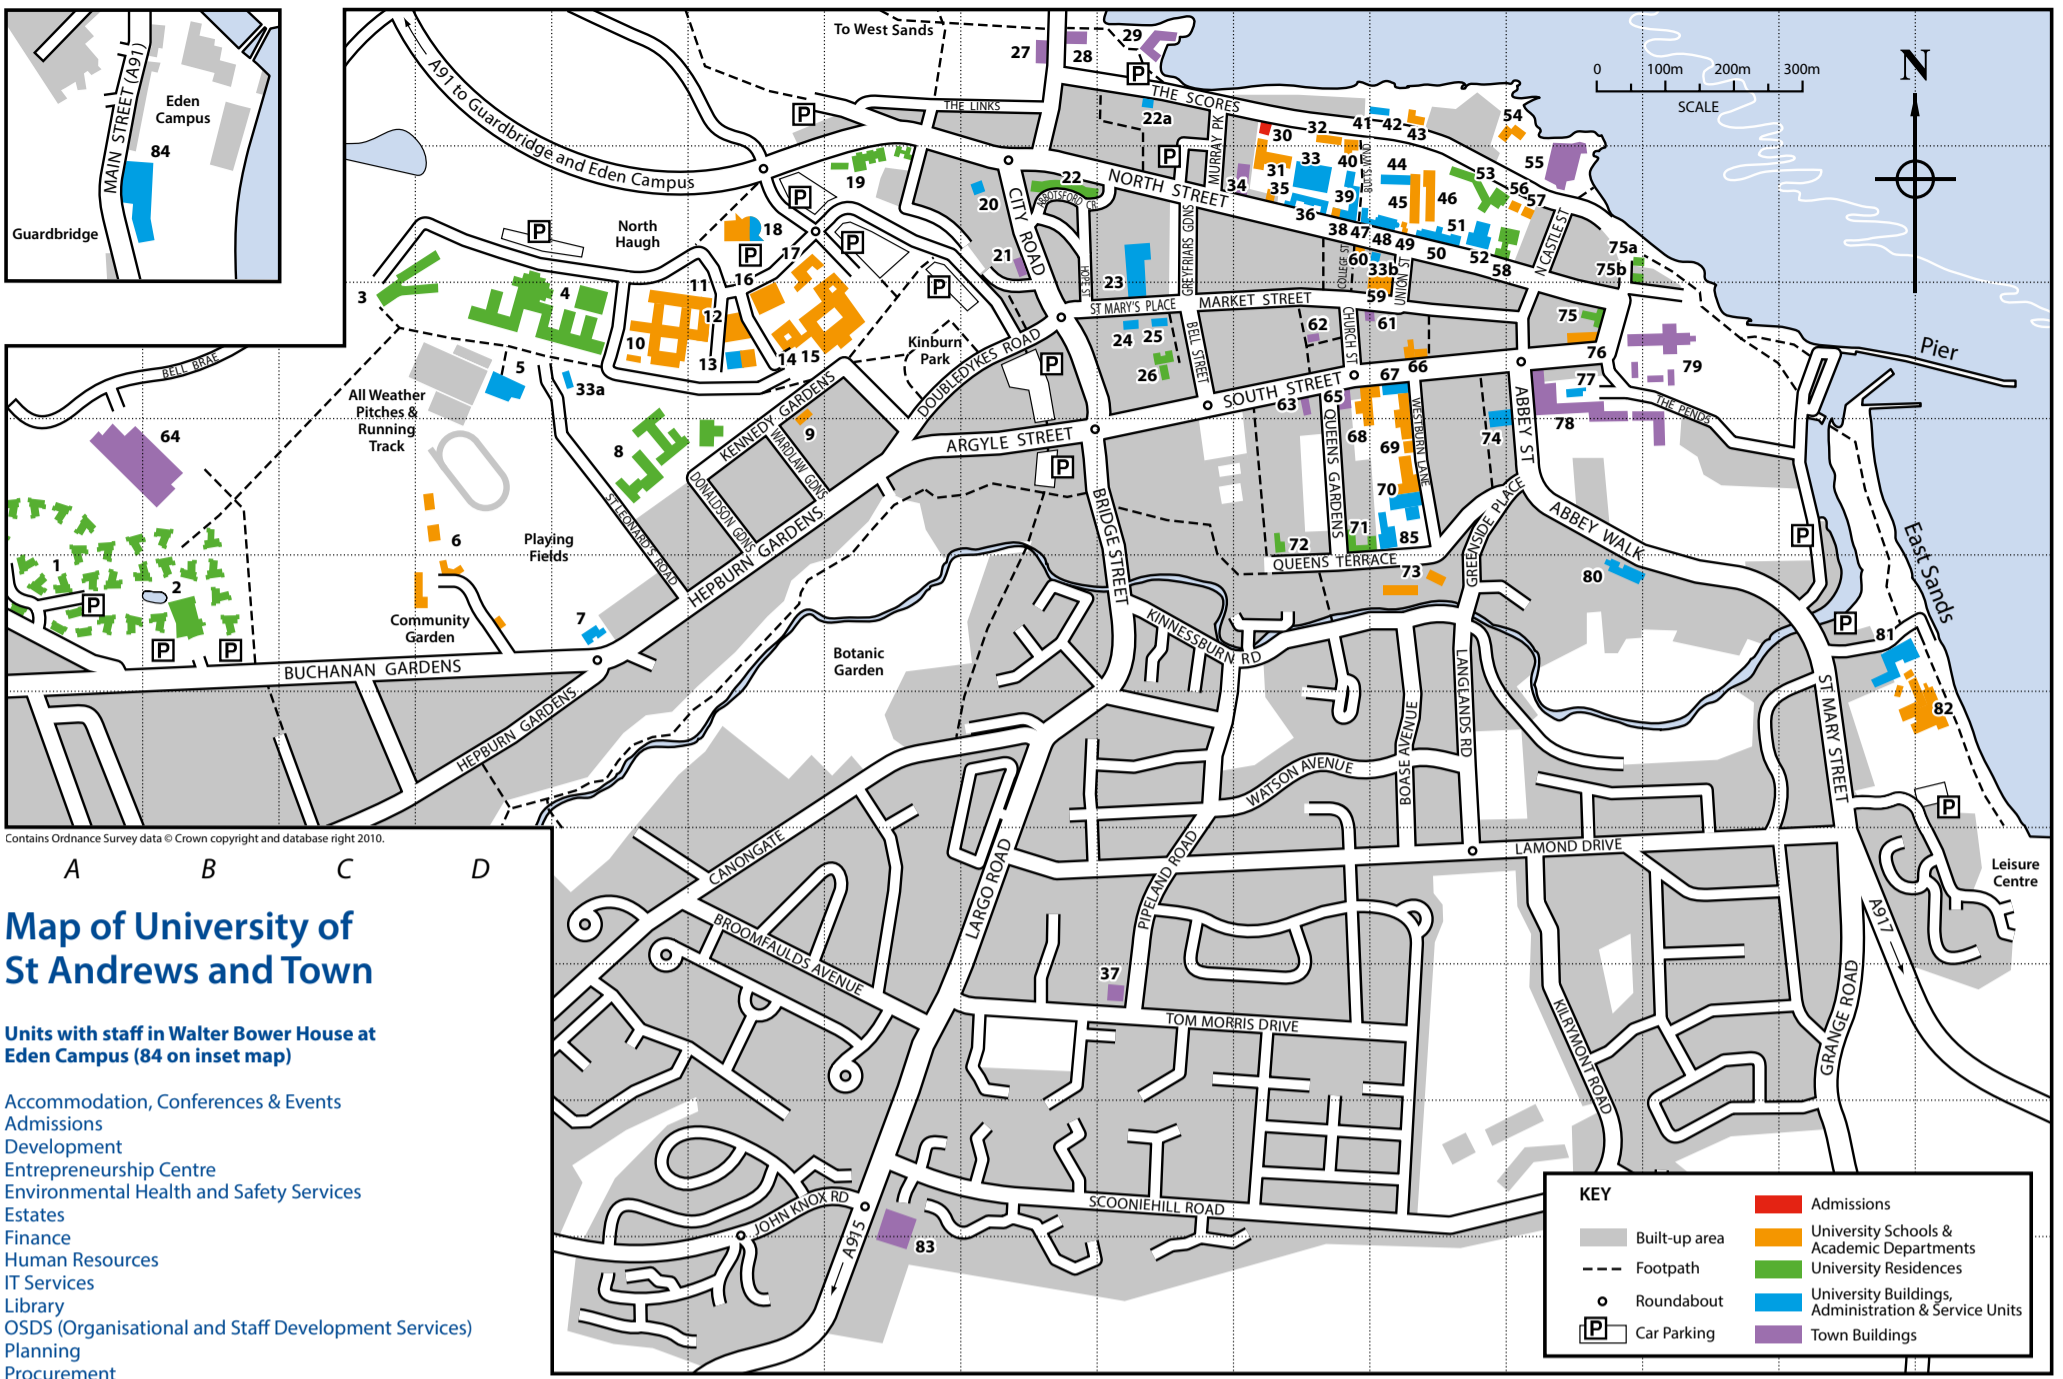 MAIN STREET (A91)
Eden
Campus
84
Guardbridge
A91 to Guardbridge and Eden Campus
To West Sands
27
28
29
P
THE SCORES
THE LINKS
P
22a
MURRAY PK
P
30
32
41
42
43
54
0
100m
200m
300m
SCALE
N
31
33
40
BUTTS WYND
44
53
55
34
35
39
45
46
56
57
36
38
47
48
49
50
51
52
58
N CASTLE ST
19
22
ABBOTSFORD CR
NORTH STREET
20
CITY ROAD
21
HOPE ST
23
GREYFRIARS GDNS
COLLEGE ST
60
33b
59
UNION ST
75a
75b
North
Haugh
P
P
18
17
P
P
P
16
3
4
11
12
10
13
14
15
ST MARY'S PLACE
MARKET STREET
24
25
26
BELL STREET
62
CHURCH ST
61
75
76
79
Pier
BELL BRAE
5
33a
All Weather
Pitches &
Running
Track
Kinburn
Park
DOUBLEDYKES ROAD
P
SOUTH STREET
63
65
67
66
77
THE PENDS
78
64
8
KENNEDY GARDENS
9
WARDLAW GDNS
DONALDSON GDNS
ARGYLE STREET
P
QUEENS GARDENS
68
69
70
WESTBURN LANE
74
ABBEY ST
BRIDGE STREET
ST LEONARD'S ROAD
HEPBURN GARDENS
72
71
85
QUEENS TERRACE
73
GREENSIDE PLACE
ABBEY WALK
80
P
East Sands
1
2
P
P
P
6
Playing
Fields
Community
Garden
7
BUCHANAN GARDENS
HEPBURN GARDENS
Botanic
Garden
KINNESSBURN RD
LANGLANDS RD
BOASE AVENUE
WATSON AVENUE
P
81
82
ST MARY STREET
P
Leisure
Centre
CANONGATE
LARGO ROAD
PIPELAND ROAD
LAMOND DRIVE
A917
BROOMFAULDS AVENUE
37
TOM MORRIS DRIVE
KILRYMONT ROAD
GRANGE ROAD
JOHN KNOX RD
A915
83
SCOONIEHILL ROAD
Contains Ordnance Survey data © Crown copyright and database right 2010.
A
B
C
D
Map of University of
St Andrews and Town
Units with staff in Walter Bower House at
Eden Campus (84 on inset map)
Accommodation, Conferences & Events
Admissions
Development
Entrepreneurship Centre
Environmental Health and Safety Services
Estates
Finance
Human Resources
IT Services
Library
OSDS (Organisational and Staff Development Services)
Planning
Procurement
KEY
Built-up area
Footpath
Roundabout
P
Car Parking
Admissions
University Schools &
Academic Departments
University Residences
University Buildings,
Administration & Service Units
Town Buildings